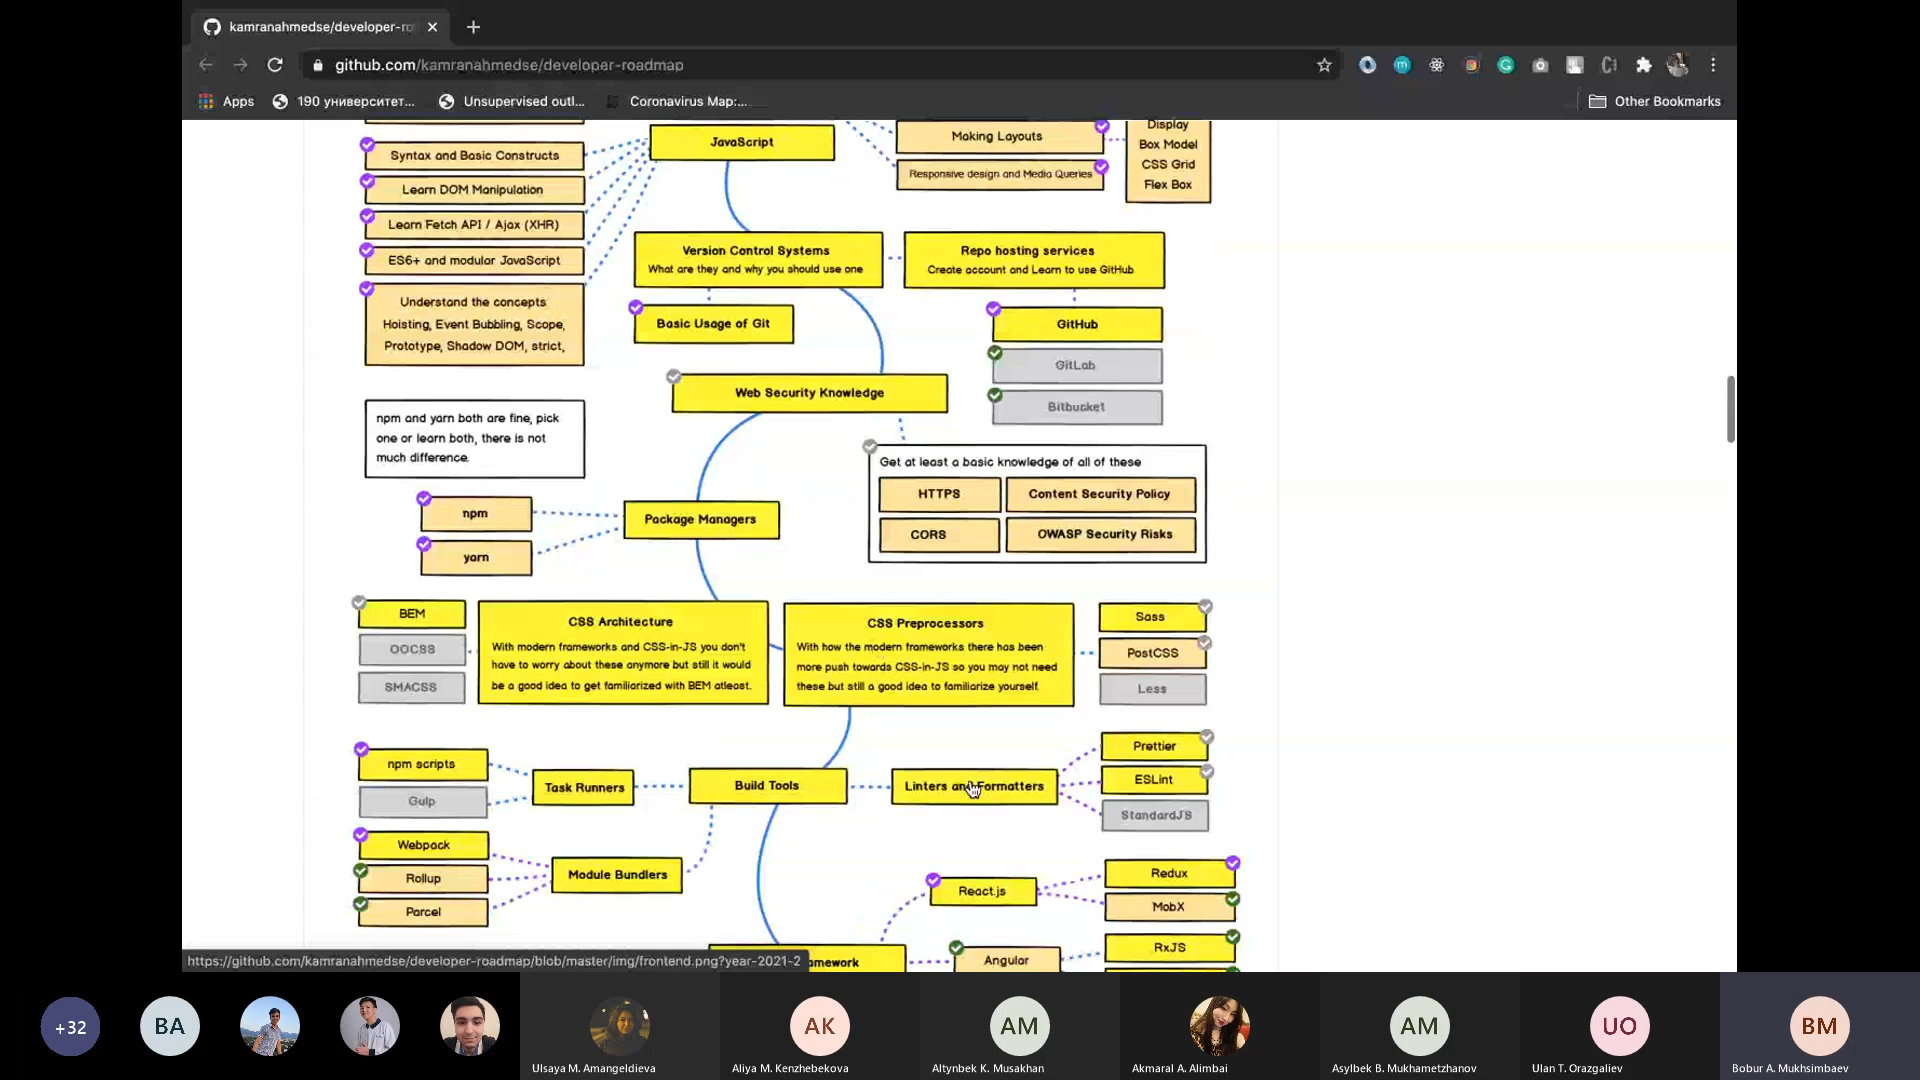 kamranahmedse/developer-ro
github.com/kamranahmedse/developer-roadmap
Apps
190 университет...
Unsupervised outl...
Coronavirus Map:...
Other Bookmarks
JavaScript
Syntax and Basic Constructs
Learn DOM Manipulation
Learn Fetch API / Ajax (XHR)
ES6+ and modular JavaScript
Understand the concepts
Hoisting, Event Bubbling, Scope,
Prototype, Shadow DOM, strict,
Making Layouts
Responsive design and Media Queries
Display
Box Model
CSS Grid
Flex Box
Version Control Systems
What are they and why you should use one
Repo hosting services
Create account and Learn to use GitHub
Basic Usage of Git
GitHub
GitLab
Bitbucket
Web Security Knowledge
npm and yarn both are fine, pick
one or learn both, there is not
much difference.
Get at least a basic knowledge of all of these
HTTPS
Content Security Policy
CORS
OWASP Security Risks
npm
yarn
Package Managers
BEM
OOCSS
SMACSS
CSS Architecture
With modern frameworks and CSS-in-JS you don't
have to worry about these anymore but still it would
be a good idea to get familiarized with BEM atleast.
CSS Preprocessors
With how the modern frameworks there has been
more push towards CSS-in-JS so you may not need
these but still a good idea to familiarize yourself
Sass
PostCSS
Less
npm scripts
Gulp
Task Runners
Build Tools
Linters and Formatters
Prettier
ESLint
StandardJS
Webpack
Rollup
Parcel
Module Bundlers
React.js
Redux
MobX
Angular
RxJS
amework
https://github.com/kamranahmedse/developer-roadmap/blob/master/img/frontend.png?year-2021-2
+32
BA
AK
AM
AM
UO
BM
Ulsaya M. Amangeldieva
Aliya M. Kenzhebekova
Altynbek K. Musakhan
Akmaral A. Alimbai
Asylbek B. Mukhametzhanov
Ulan T. Orazgaliev
Bobur A. Mukhsimbaev